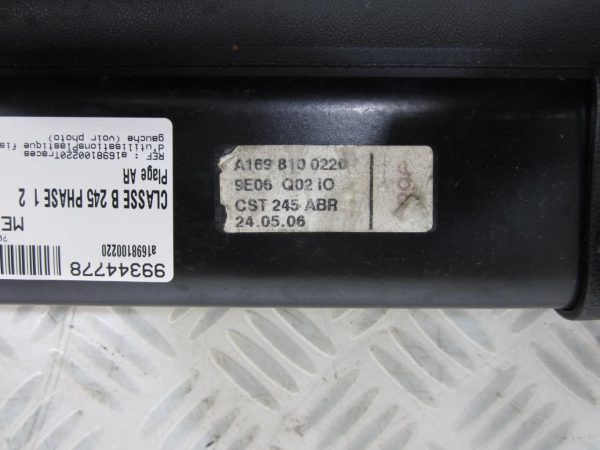 A169 810 0220
9E06 Q02 IO
CST 245 ABR
24.05.06
99344778
a1698100220
ME
CLASSE B 245 PHASE 1 2
Plage AR
REF : a1698100220Traces
d'utilisationsPlastique fis
gauche (voir photo)